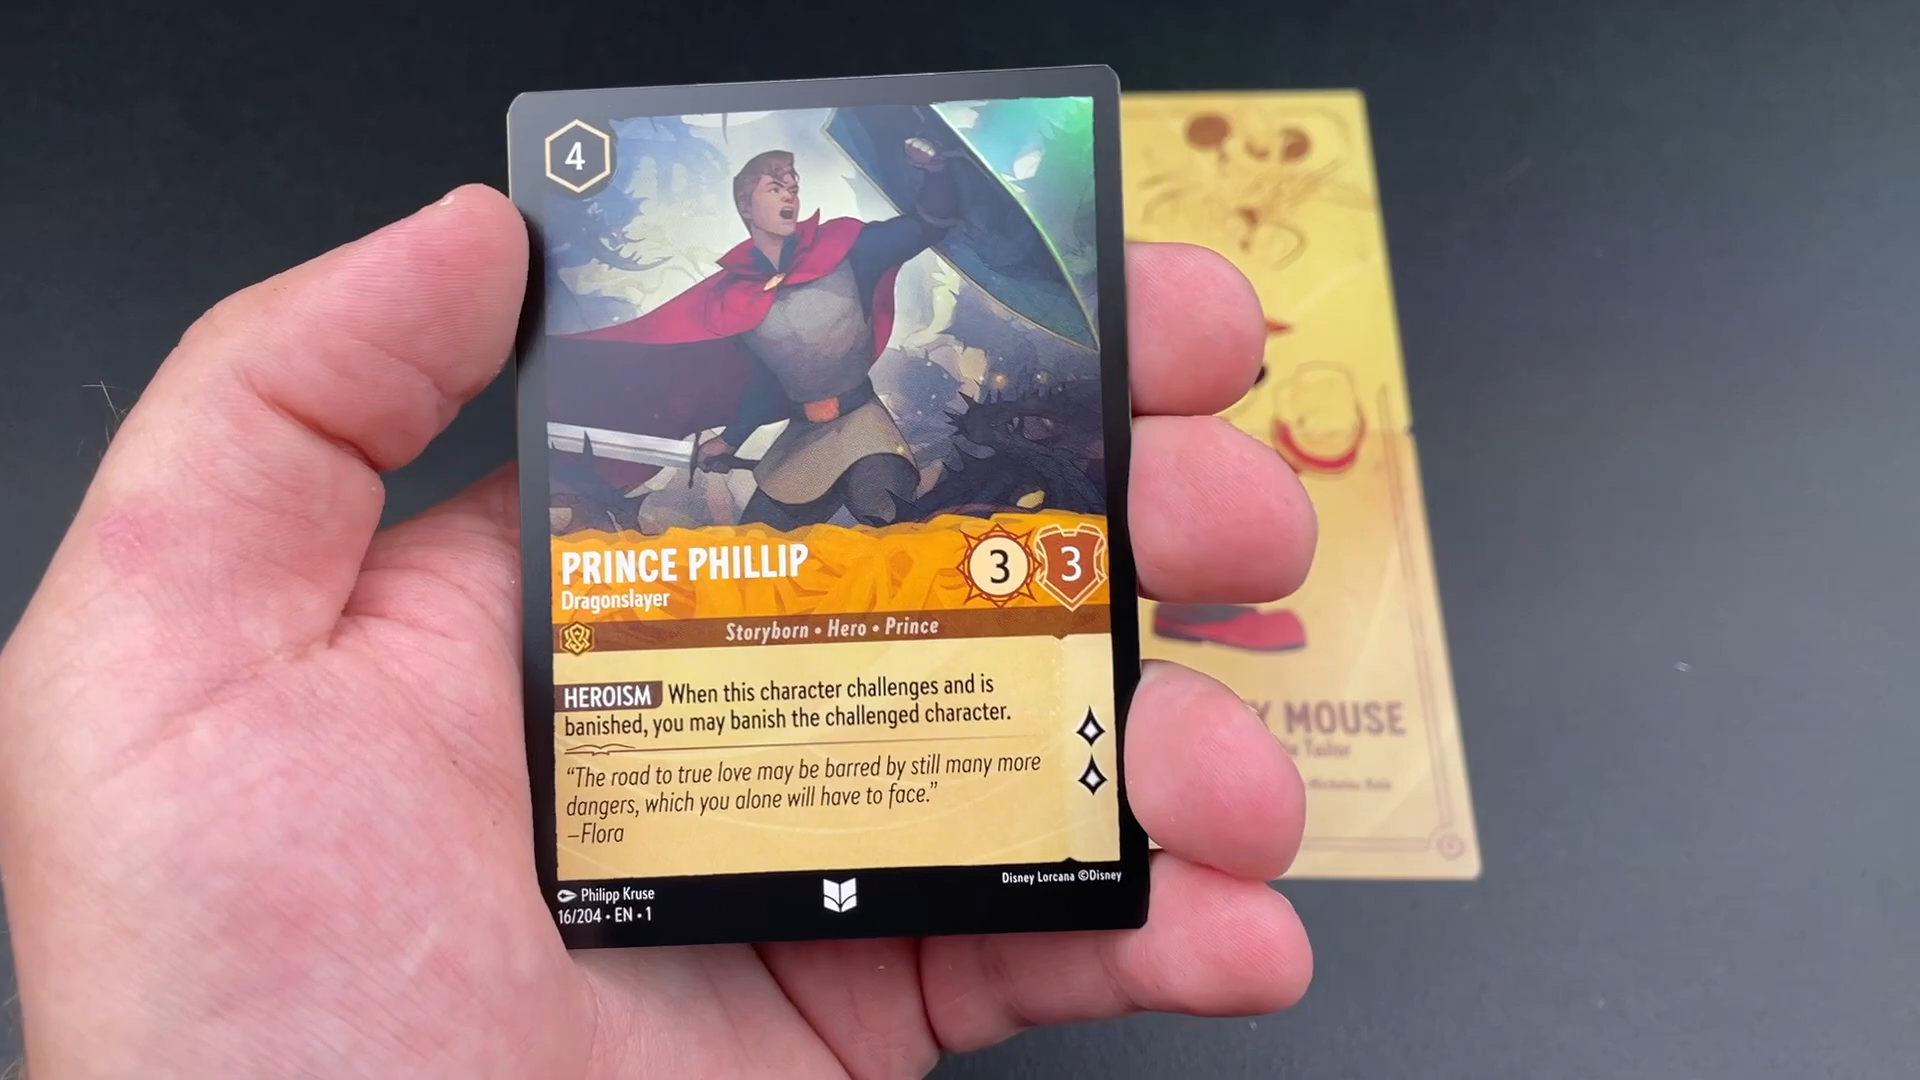 4
PRINCE PHILLIP
Dragonslayer
3
3
Storyborn • Hero • Prince
HEROISM When this character challenges and is
banished, you may banish the challenged character.
“The road to true love may be barred by still many more
dangers, which you alone will have to face.”
–Flora
Philipp Kruse
16/204 • EN • 1
Disney Lorcana ©Disney
Y MOUSE
Tailor